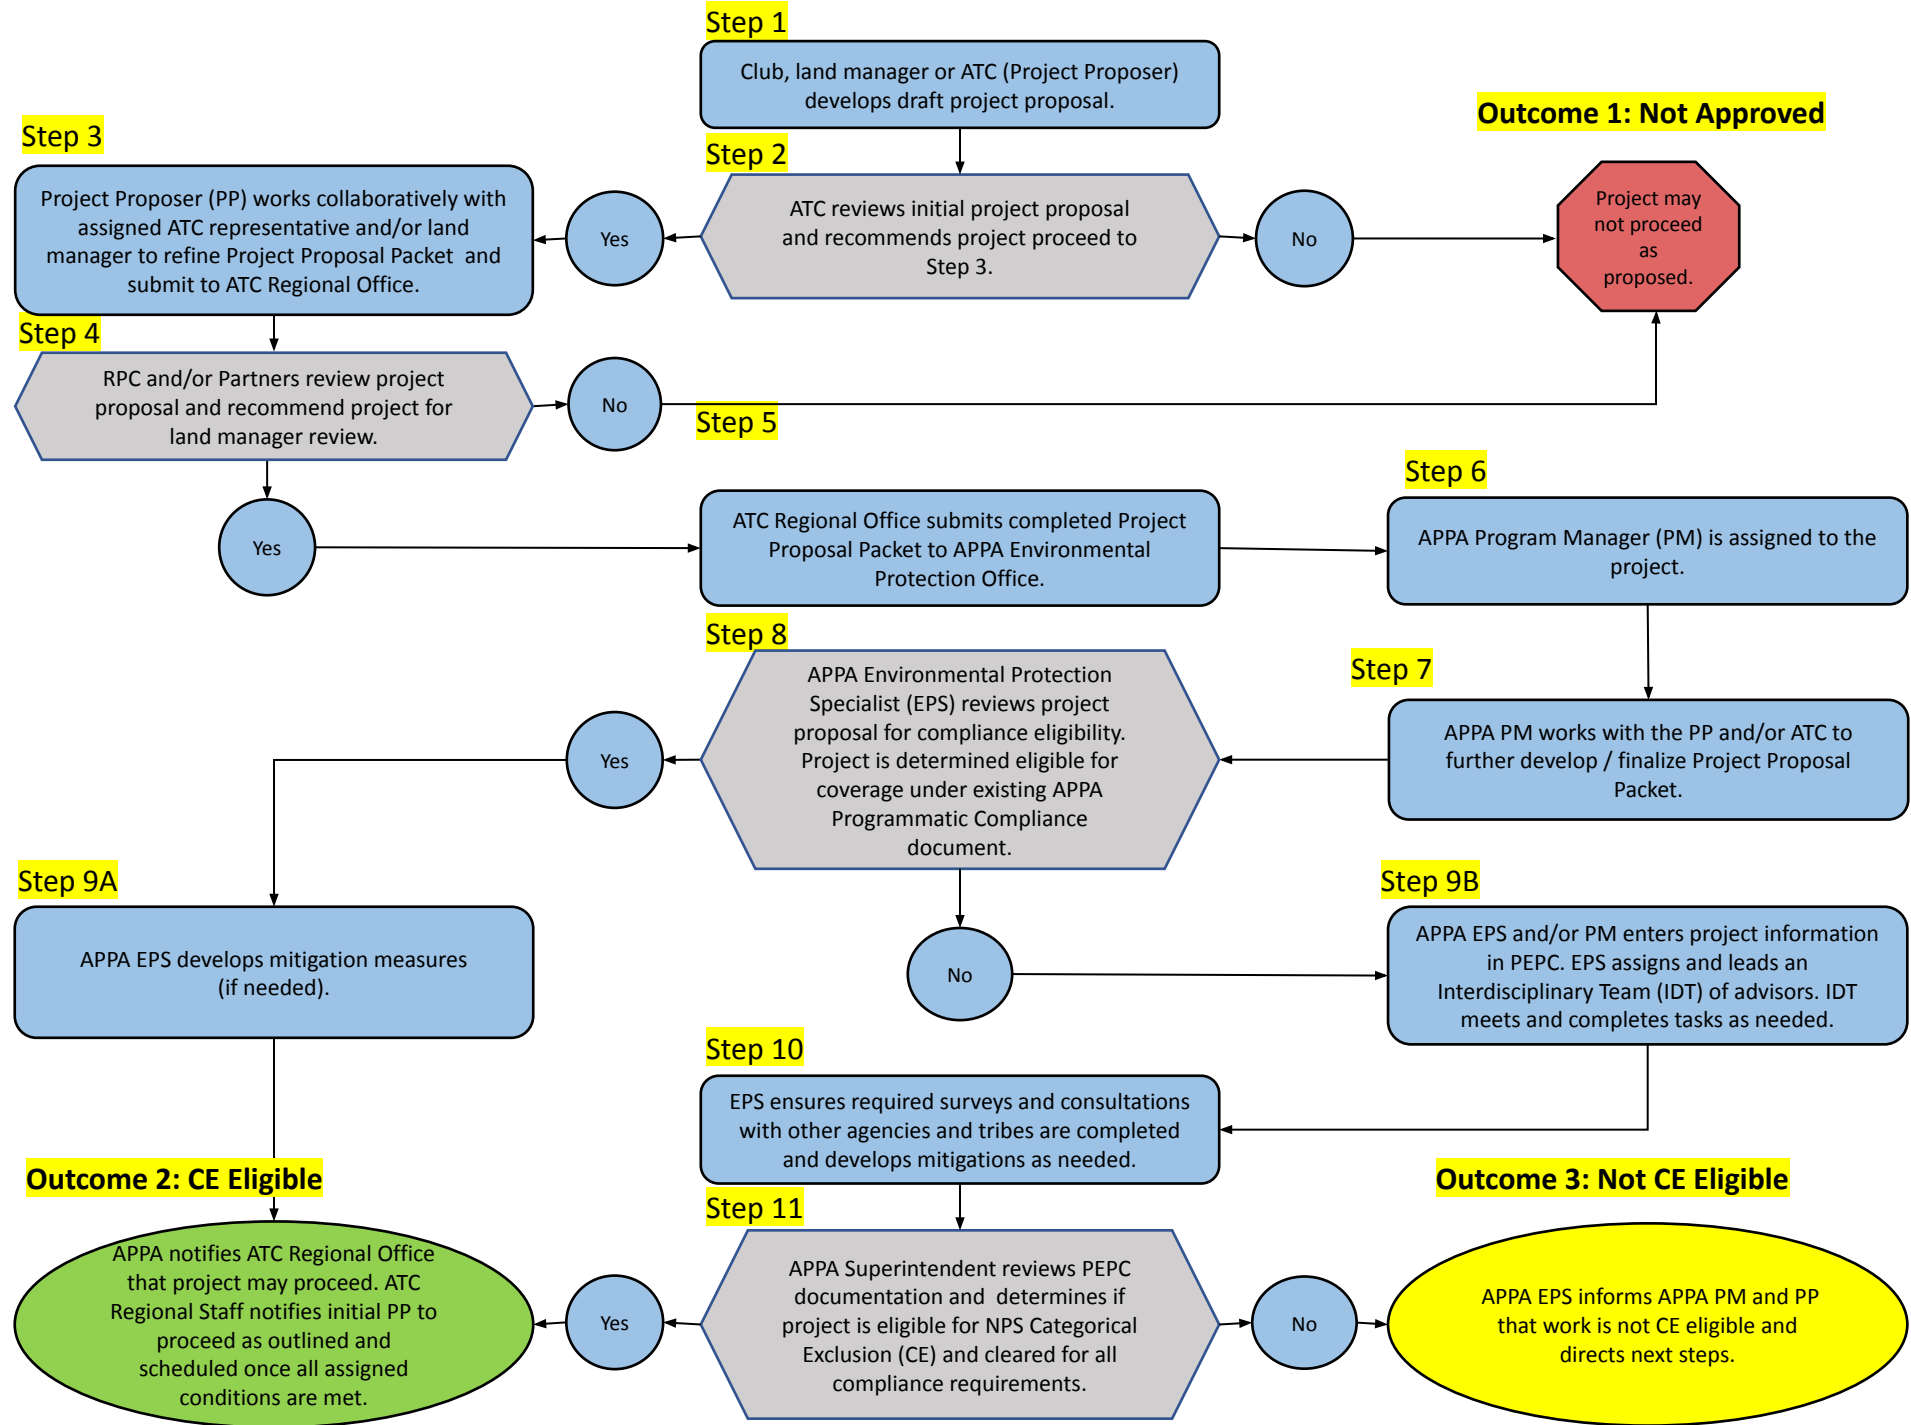 Step 1
Club, land manager or ATC (Project Proposer)
develops draft project proposal.
Outcome 1: Not Approved
Step 2
ATC reviews initial project proposal
and recommends project proceed to
Step 3.
Yes
No
Project may
not proceed
as
proposed.
Step 3
Project Proposer (PP) works collaboratively with
assigned ATC representative and/or land
manager to refine Project Proposal Packet and
submit to ATC Regional Office.
Step 4
RPC and/or Partners review project
proposal and recommend project for
land manager review.
No
Yes
Step 5
ATC Regional Office submits completed Project
Proposal Packet to APPA Environmental
Protection Office.
Step 6
APPA Program Manager (PM) is assigned to the
project.
Step 7
APPA PM works with the PP and/or ATC to
further develop / finalize Project Proposal
Packet.
Step 8
APPA Environmental Protection
Specialist (EPS) reviews project
proposal for compliance eligibility.
Project is determined eligible for
coverage under existing APPA
Programmatic Compliance
document.
Yes
No
Step 9A
APPA EPS develops mitigation measures
(if needed).
Step 9B
APPA EPS and/or PM enters project information
in PEPC. EPS assigns and leads an
Interdisciplinary Team (IDT) of advisors. IDT
meets and completes tasks as needed.
Step 10
EPS ensures required surveys and consultations
with other agencies and tribes are completed
and develops mitigations as needed.
Step 11
APPA Superintendent reviews PEPC
documentation and determines if
project is eligible for NPS Categorical
Exclusion (CE) and cleared for all
compliance requirements.
Yes
No
Outcome 2: CE Eligible
APPA notifies ATC Regional Office
that project may proceed. ATC
Regional Staff notifies initial PP to
proceed as outlined and
scheduled once all assigned
conditions are met.
Outcome 3: Not CE Eligible
APPA EPS informs APPA PM and PP
that work is not CE eligible and
directs next steps.